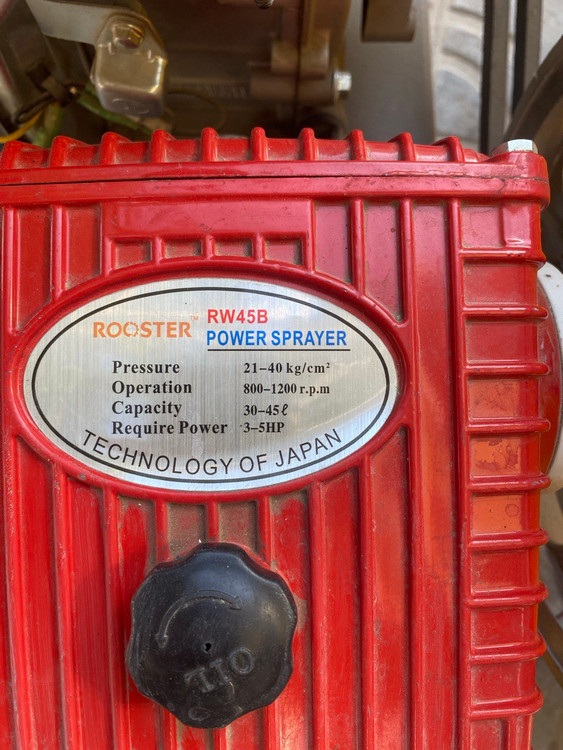 ROOSTER™ RW45B
POWER SPRAYER
Pressure 21–40 kg/cm²
Operation 800–1200 r.p.m
Capacity 30–45ℓ
Require Power 3–5HP
TECHNOLOGY OF JAPAN
OIL